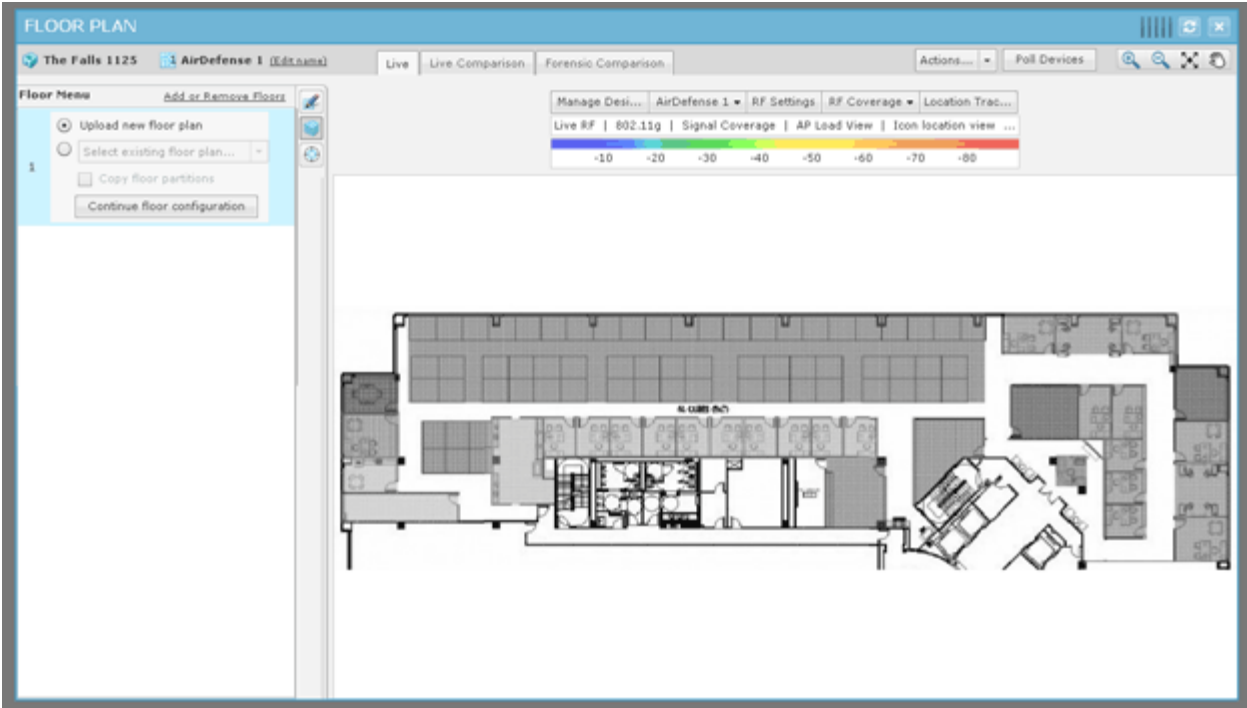 FLOOR PLAN
The Falls 1125 1 AirDefense 1 (Edit name) Live Live Comparison Forensic Comparison Actions... Poll Devices
Floor Menu Add or Remove Floors
Manage Desi... AirDefense 1 RF Settings RF Coverage Location Trac...
Upload new floor plan
Live RF | 802.11g | Signal Coverage | AP Load View | Icon location view ...
Select existing floor plan...
-10 -20 -30 -40 -50 -60 -70 -80
1
Copy floor partitions
Continue floor configuration